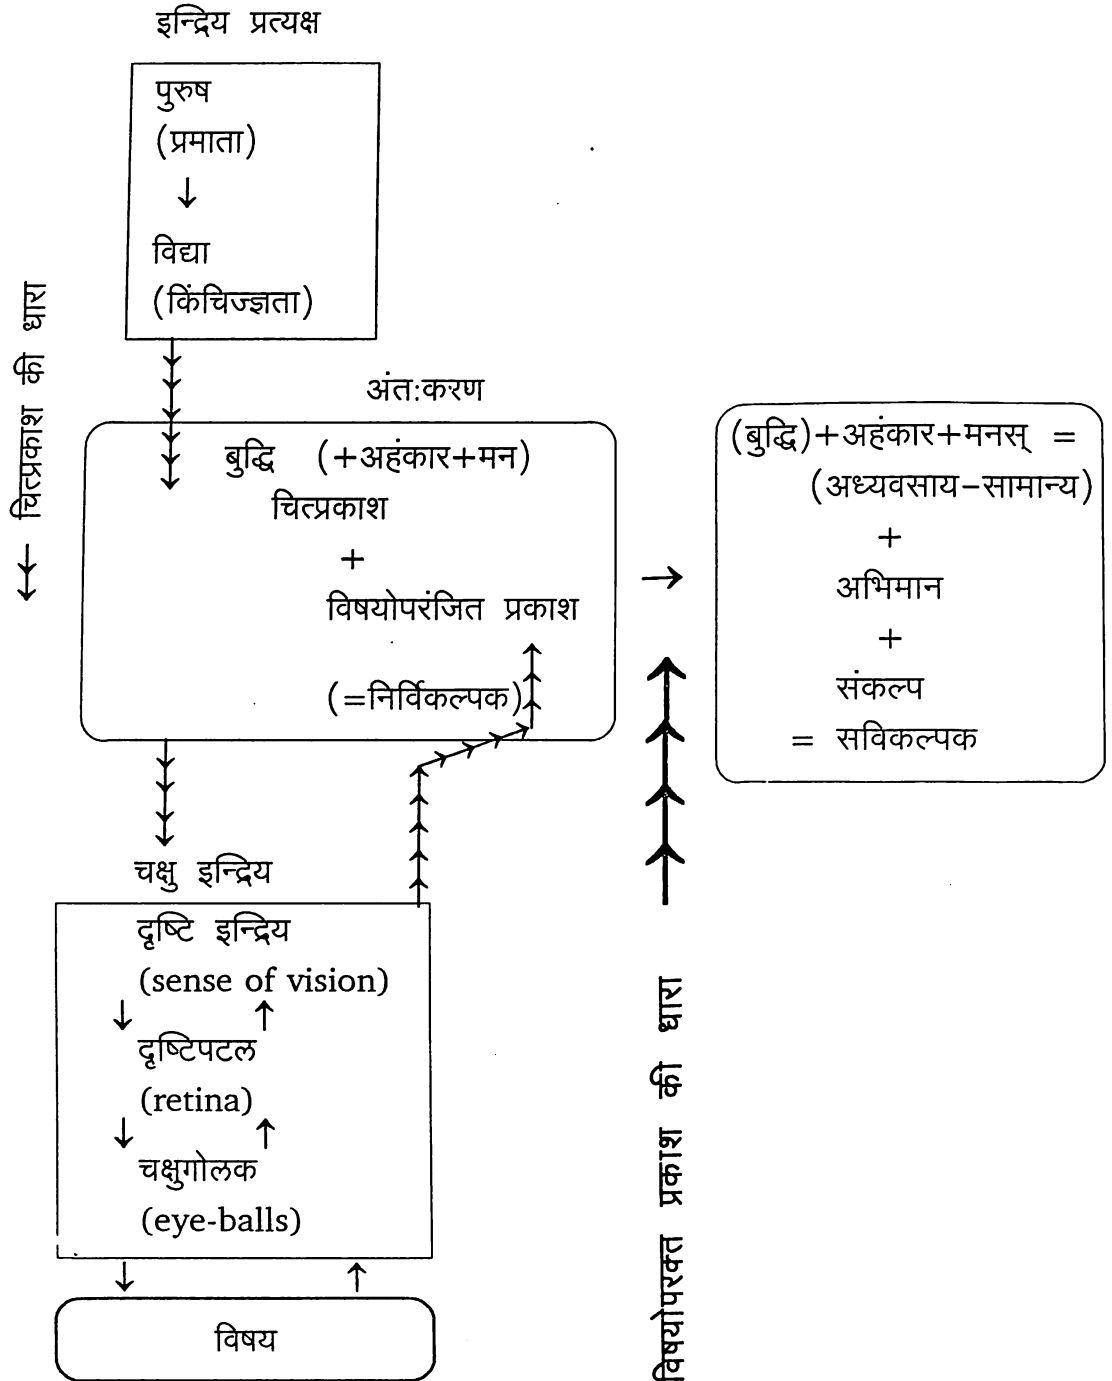 इन्द्रिय प्रत्यक्ष
पुरुष
(प्रमाता)
↓
विद्या
(किंचिज्ज्ञता)
← चित्प्रकाश की धारा
अंत:करण
बुद्धि (+अहंकार+मन)
चित्प्रकाश
+
विषयोपरंजित प्रकाश
(=निर्विकल्पक)
→
(बुद्धि)+अहंकार+मनस् =
(अध्यवसाय-सामान्य)
+
अभिमान
+
संकल्प
= सविकल्पक
चक्षु इन्द्रिय
दृष्टि इन्द्रिय
(sense of vision)
↓ ↑
दृष्टिपटल
(retina)
↓ ↑
चक्षुगोलक
(eye-balls)
↓ ↑
विषय
विषयोपरक्त प्रकाश की धारा